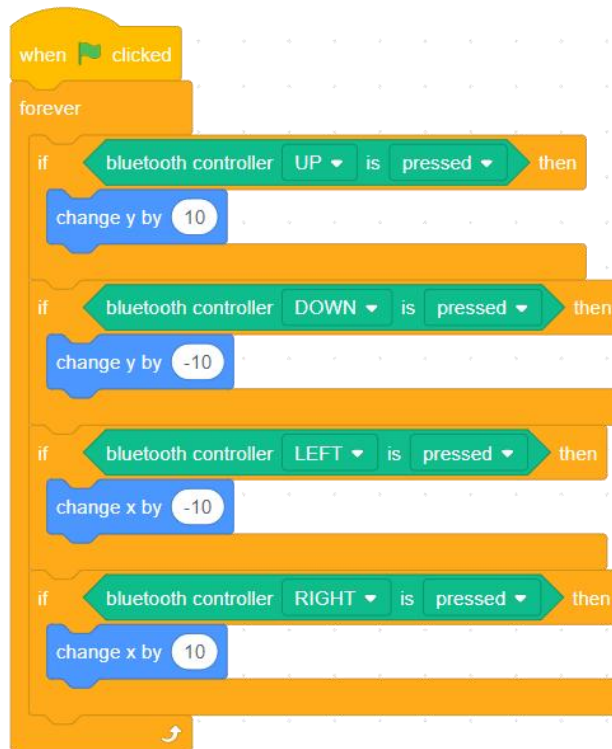 when clicked
forever
if bluetooth controller UP is pressed then
change y by 10
if bluetooth controller DOWN is pressed then
change y by -10
if bluetooth controller LEFT is pressed then
change x by -10
if bluetooth controller RIGHT is pressed then
change x by 10